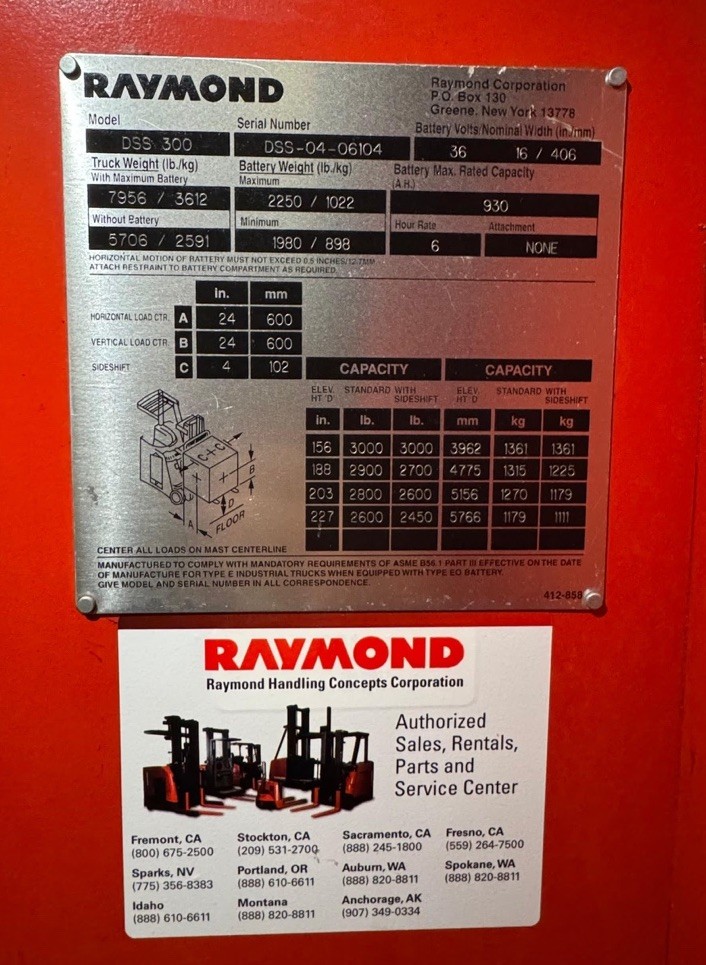 RAYMOND
Raymond Corporation
P.O. Box 130
Greene, New York 13778
Model
Serial Number
Battery Volts/Nominal Width (in/mm)
DSS 300
DSS-04-06104
36 16 / 406
Truck Weight (lb./kg)
With Maximum Battery
Battery Weight (lb./kg)
Maximum
Battery Max. Rated Capacity
(A.H.)
7956 / 3612
2250 / 1022
930
Without Battery
Minimum
Hour Rate
Attachment
5706 / 2591
1980 / 898
6
NONE
HORIZONTAL MOTION OF BATTERY MUST NOT EXCEED 0.5 INCHES/12.7MM
ATTACH RESTRAINT TO BATTERY COMPARTMENT AS REQUIRED.
in. mm
HORIZONTAL LOAD CTR. A 24 600
VERTICAL LOAD CTR. B 24 600
SIDESHIFT C 4 102
CAPACITY CAPACITY
ELEV. STANDARD WITH ELEV. STANDARD WITH
HT 'D' SIDESHIFT HT 'D' SIDESHIFT
in. lb. lb. mm kg kg
156 3000 3000 3962 1361 1361
188 2900 2700 4775 1315 1225
203 2800 2600 5156 1270 1179
227 2600 2450 5766 1179 1111
C+C
B
D
A
FLOOR
CENTER ALL LOADS ON MAST CENTERLINE
MANUFACTURED TO COMPLY WITH MANDATORY REQUIREMENTS OF ASME B56.1 PART III EFFECTIVE ON THE DATE
OF MANUFACTURE FOR TYPE E INDUSTRIAL TRUCKS WHEN EQUIPPED WITH TYPE EO BATTERY.
GIVE MODEL AND SERIAL NUMBER IN ALL CORRESPONDENCE.
412-858
RAYMOND
Raymond Handling Concepts Corporation
Authorized
Sales, Rentals,
Parts and
Service Center
Fremont, CA
(800) 675-2500
Stockton, CA
(209) 531-2700
Sacramento, CA
(888) 245-1800
Fresno, CA
(559) 264-7500
Sparks, NV
(775) 356-8383
Portland, OR
(888) 610-6611
Auburn, WA
(888) 820-8811
Spokane, WA
(888) 820-8811
Idaho
(888) 610-6611
Montana
(888) 820-8811
Anchorage, AK
(907) 349-0334